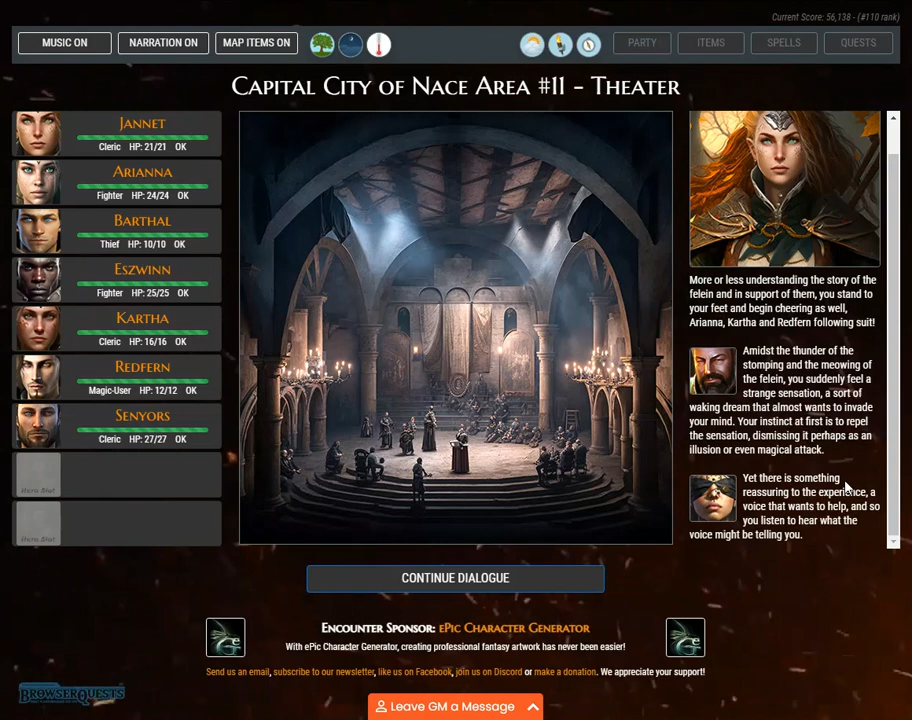 Current Score: 56,138 - (#110 rank)
MUSIC ON
NARRATION ON
MAP ITEMS ON
PARTY
ITEMS
SPELLS
QUESTS
Capital City of Nace Area #11 - Theater
Jannet
Cleric HP: 21/21 OK
Arianna
Fighter HP: 24/24 OK
Barthal
Thief HP: 10/10 OK
Eszwinn
Fighter HP: 25/25 OK
Kartha
Cleric HP: 16/16 OK
Redfern
Magic-User HP: 12/12 OK
Senyors
Cleric HP: 27/27 OK
Hero Slot
Hero Slot
More or less understanding the story of the
felein and in support of them, you stand to
your feet and begin cheering as well,
Arianna, Kartha and Redfern following suit!
Amidst the thunder of the
stomping and the meowing of
the felein, you suddenly feel a
strange sensation, a sort of
waking dream that almost wants to invade
your mind. Your instinct at first is to repel
the sensation, dismissing it perhaps as an
illusion or even magical attack.
Yet there is something
reassuring to the experience, a
voice that wants to help, and so
you listen to hear what the
voice might be telling you.
CONTINUE DIALOGUE
Encounter Sponsor: ePic Character Generator
With ePic Character Generator, creating professional fantasy artwork has never been easier!
Send us an email, subscribe to our newsletter, like us on Facebook, join us on Discord or make a donation. We appreciate your support!
BrowserQuests
Leave GM a Message